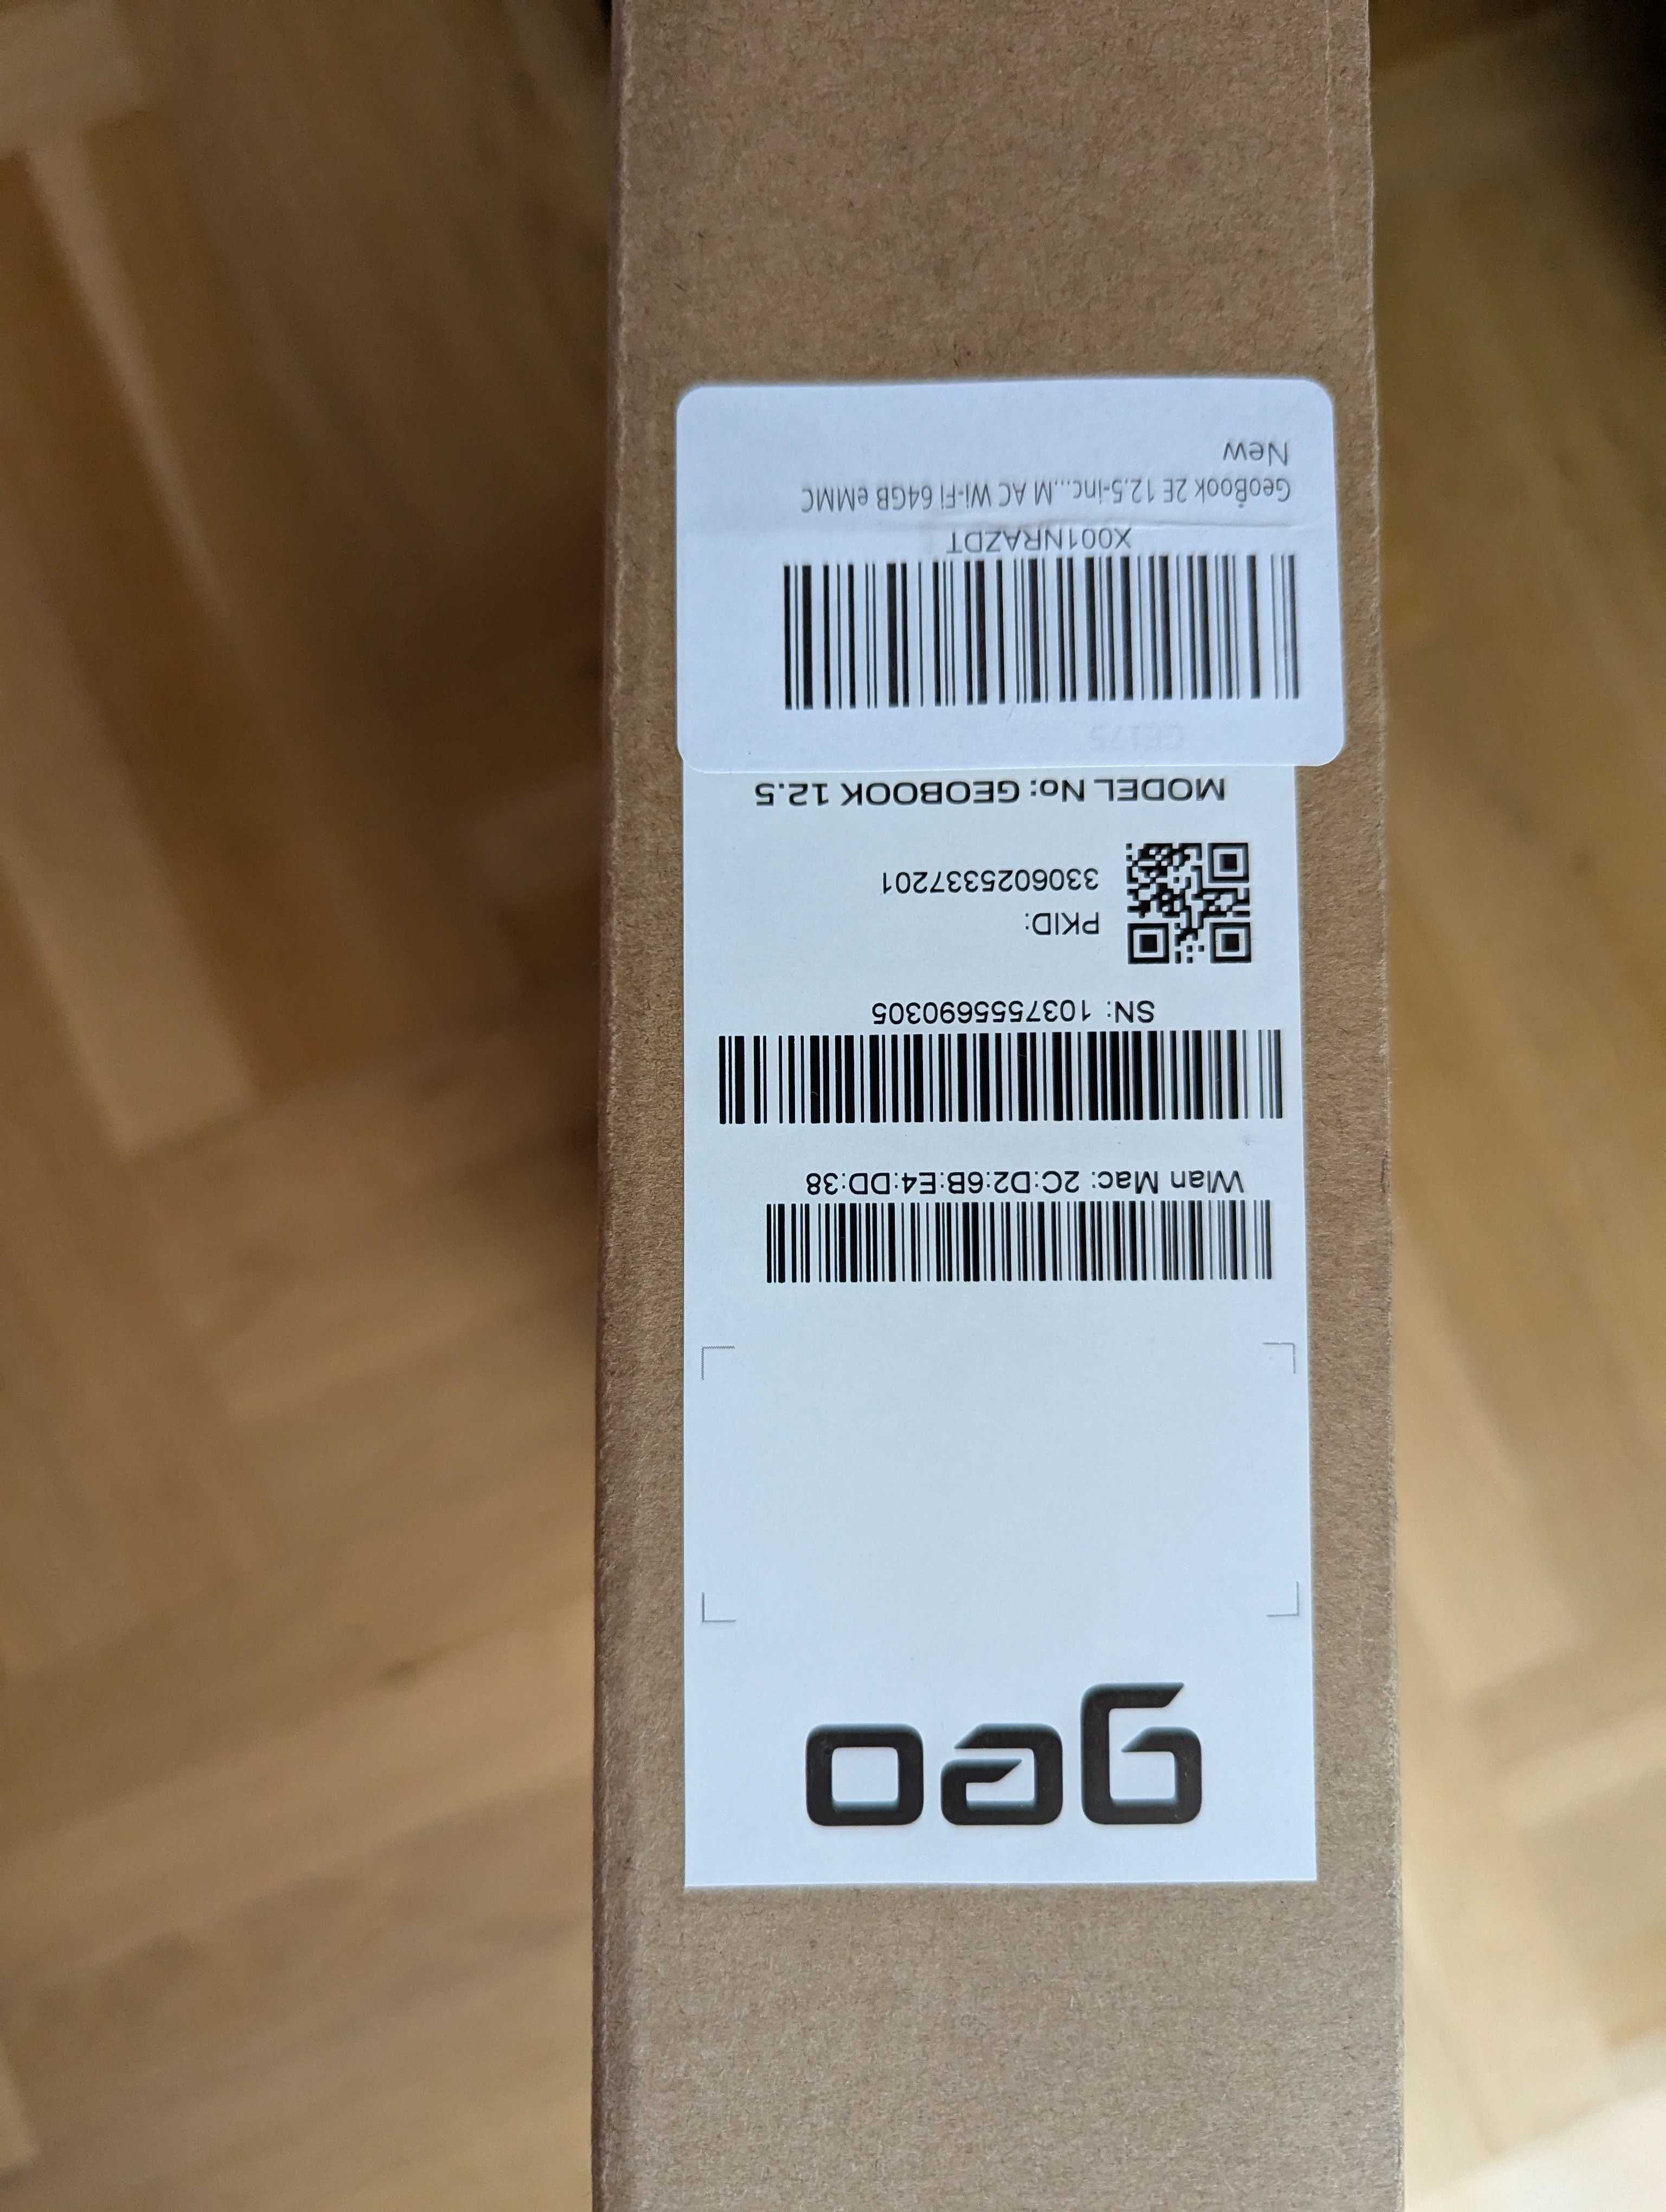 geo
Wlan Mac: 2C:D2:6B:E4:DD:38
SN: 1037555690305
PKID:
3306025337201
MODEL No: GEOBOOK 12.5
GE175
X001NRAZDT
GeoBook 2E 12.5-inc...M AC Wi-Fi 64GB eMMC
New